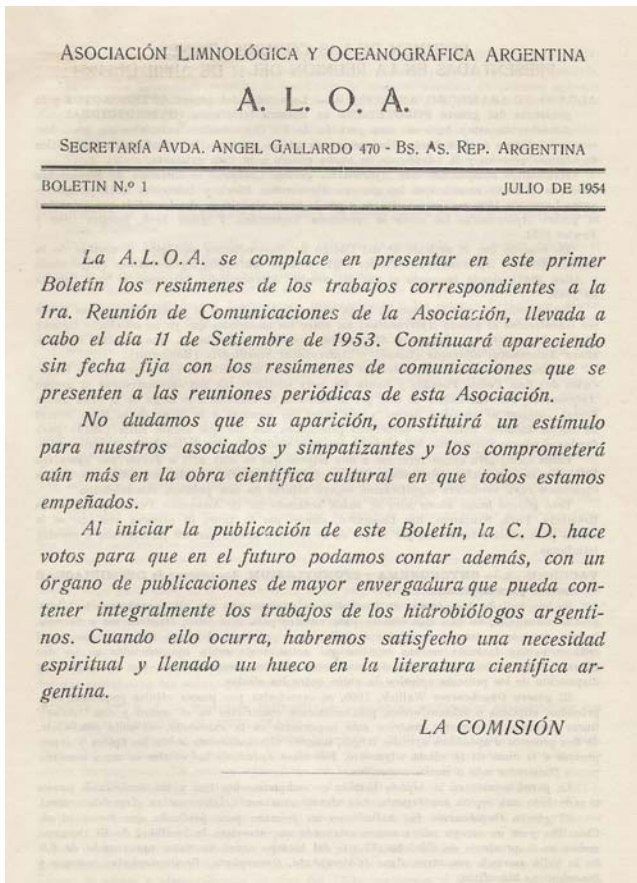 ASOCIACIÓN LIMNOLÓGICA Y OCEANOGRÁFICA ARGENTINA
A. L. O. A.
SECRETARÍA AVDA. ANGEL GALLARDO 470 - BS. AS. REP. ARGENTINA
BOLETIN N.º 1 JULIO DE 1954
La A. L. O. A. se complace en presentar en este primer
Boletín los resúmenes de los trabajos correspondientes a la
1ra. Reunión de Comunicaciones de la Asociación, llevada a
cabo el día 11 de Setiembre de 1953. Continuará apareciendo
sin fecha fija con los resúmenes de comunicaciones que se
presenten a las reuniones periódicas de esta Asociación.
No dudamos que su aparición, constituirá un estímulo
para nuestros asociados y simpatizantes y los comprometerá
aún más en la obra científica cultural en que todos estamos
empeñados.
Al iniciar la publicación de este Boletín, la C. D. hace
votos para que en el futuro podamos contar además, con un
órgano de publicaciones de mayor envergadura que pueda con-
tener integralmente los trabajos de los hidrobiólogos argenti-
nos. Cuando ello ocurra, habremos satisfecho una necesidad
espiritual y llenado un hueco en la literatura científica ar-
gentina.
LA COMISIÓN